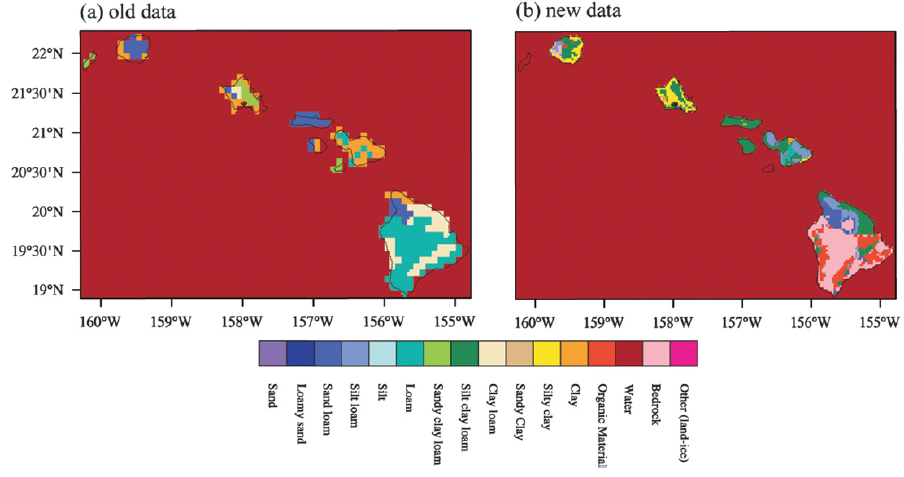 (a) old data
(b) new data
22°N
21°30'N
21°N
20°30'N
20°N
19°30'N
19°N
160°W 159°W 158°W 157°W 156°W 155°W
160°W 159°W 158°W 157°W 156°W 155°W
Sand
Loamy sand
Sand loam
Silt loam
Silt
Loam
Sandy clay loam
Silt clay loam
Clay loam
Sandy Clay
Silty clay
Clay
Organic Material
Water
Bedrock
Other (land-ice)